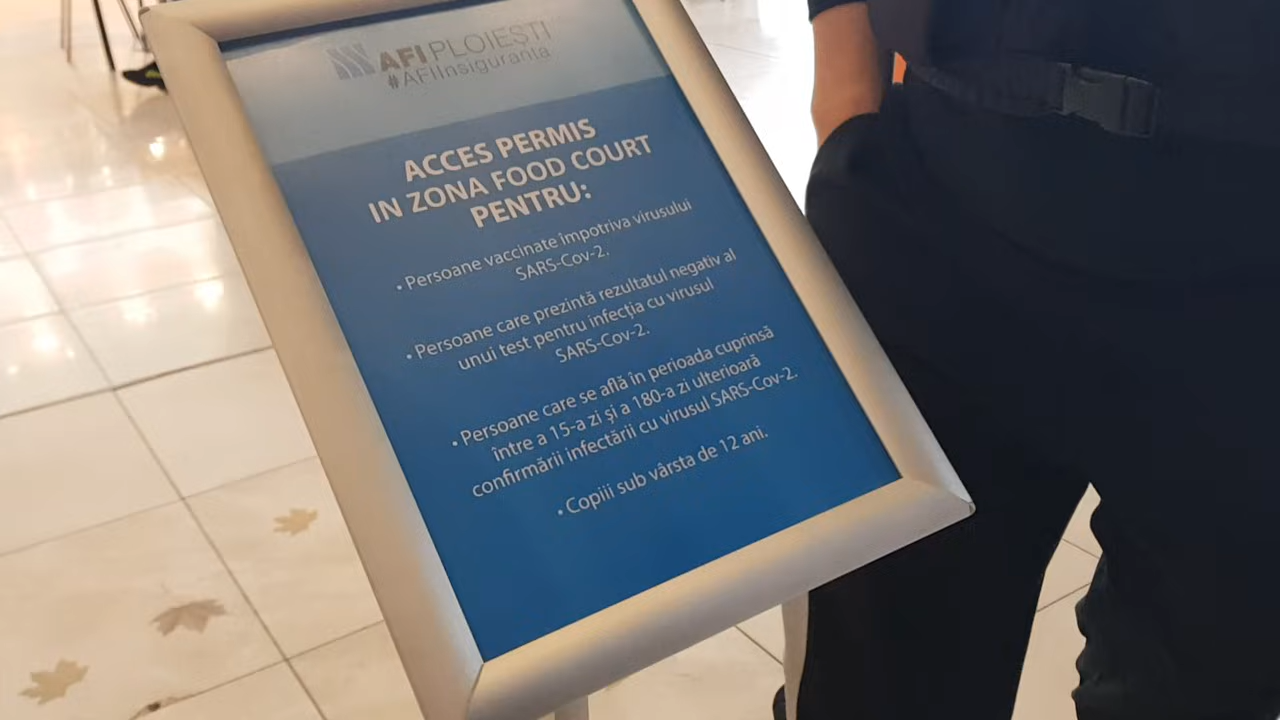 AFI PLOIEȘTI
#AFIInsiguranta
ACCES PERMIS
IN ZONA FOOD COURT
PENTRU:
• Persoane vaccinate împotriva virusului
SARS-Cov-2.
• Persoane care prezintă rezultatul negativ al
unui test pentru infecția cu virusul
SARS-Cov-2.
• Persoane care se află în perioada cuprinsă
între a 15-a zi și a 180-a zi ulterioară
confirmării infectării cu virusul SARS-Cov-2.
• Copiii sub vârsta de 12 ani.